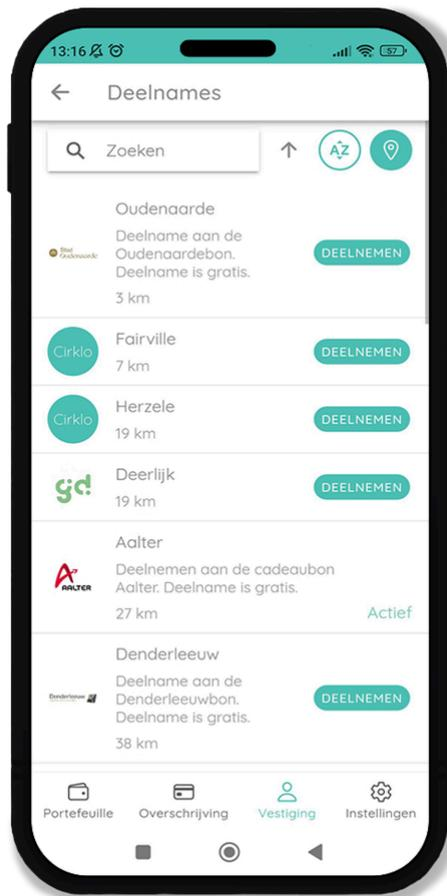 13:16
57
Deelnames
Zoeken
AZ
Oudenaarde
Stad
Oudenaarde
Deelname aan de
Oudenaardebon.
Deelname is gratis.
DEELNEMEN
3 km
Cirklo
Fairville
7 km
DEELNEMEN
Cirklo
Herzele
19 km
DEELNEMEN
gd
Deerlijk
19 km
DEELNEMEN
Aalter
AALTER
Deelnemen aan de cadeaubon
Aalter. Deelname is gratis.
27 km
Actief
Denderleeuw
Denderleeuw
Deelname aan de
Denderleeuwbon.
Deelname is gratis.
DEELNEMEN
38 km
Portefeuille
Overschrijving
Vestiging
Instellingen